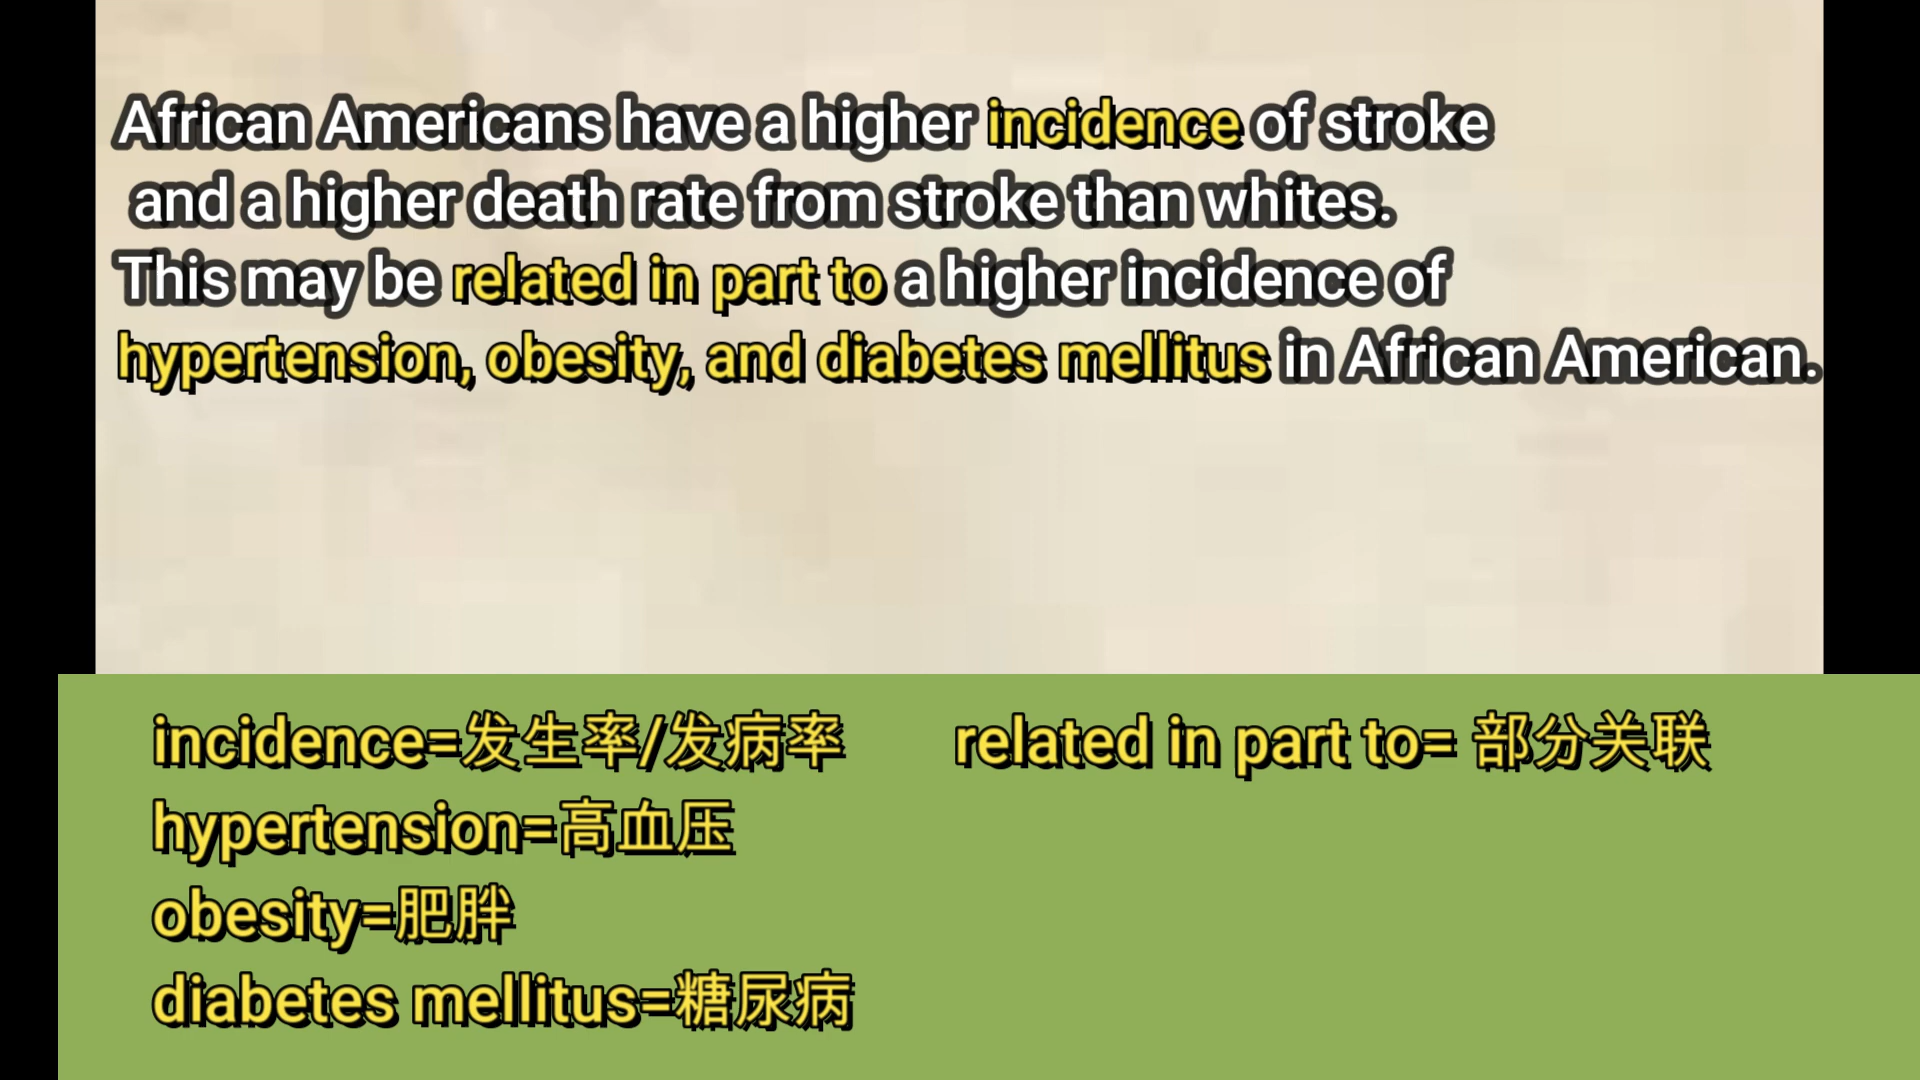 African Americans have a higher incidence of stroke
and a higher death rate from stroke than whites.
This may be related in part to a higher incidence of
hypertension, obesity, and diabetes mellitus in African American.
incidence=发生率/发病率 related in part to= 部分关联
hypertension=高血压
obesity=肥胖
diabetes mellitus=糖尿病